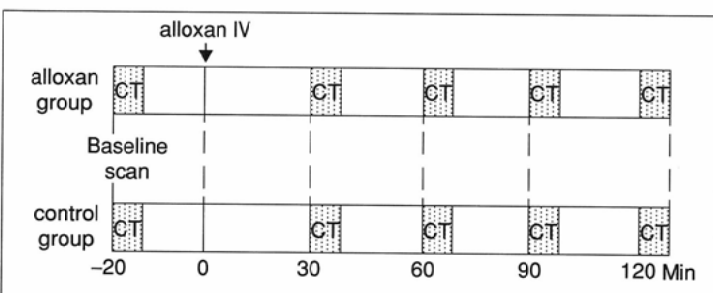 alloxan IV
alloxan
group
CT CT CT CT CT
Baseline
scan
control
group
CT CT CT CT CT
–20 0 30 60 90 120 Min